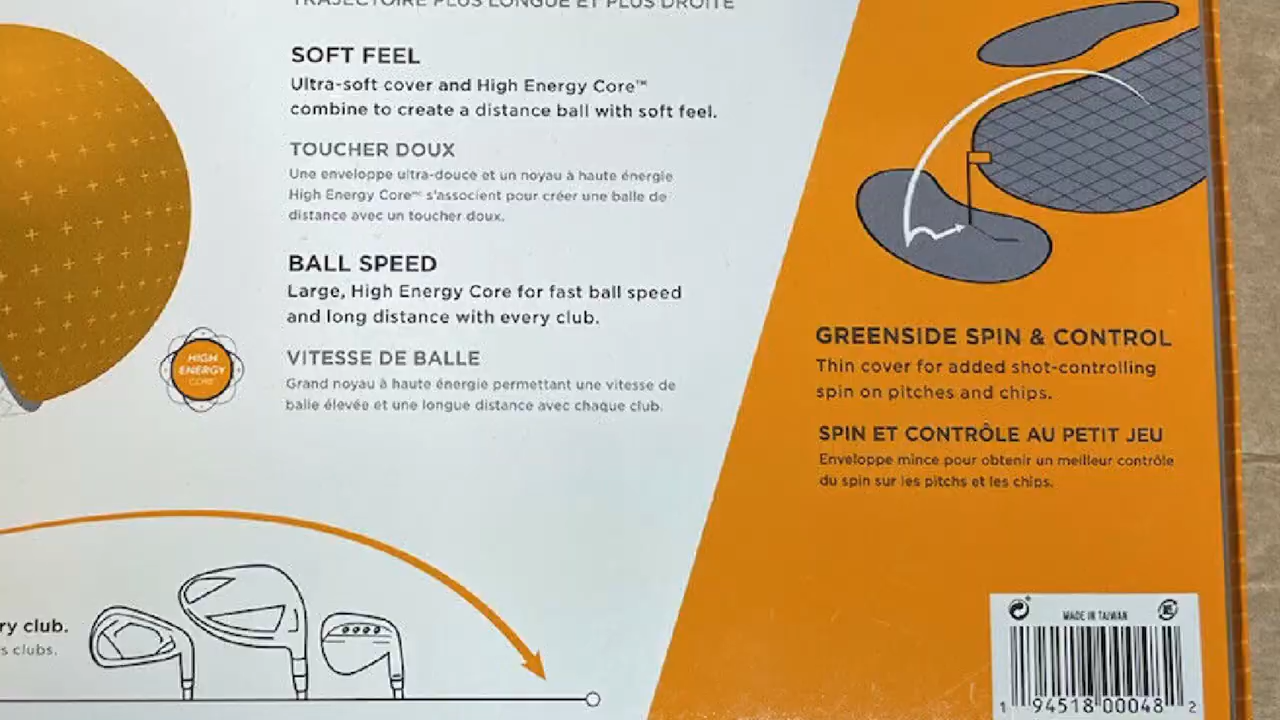 TRAJECTOIRE PLUS LONGUE ET PLUS DROITE
SOFT FEEL
Ultra-soft cover and High Energy Core™
combine to create a distance ball with soft feel.
TOUCHER DOUX
Une enveloppe ultra-douce et un noyau à haute énergie
High Energy Core™ s'associent pour créer une balle de
distance avec un toucher doux.
BALL SPEED
Large, High Energy Core for fast ball speed
and long distance with every club.
VITESSE DE BALLE
Grand noyau à haute énergie permettant une vitesse de
balle élevée et une longue distance avec chaque club.
HIGH
ENERGY
CORE
ry club.
s clubs.
GREENSIDE SPIN & CONTROL
Thin cover for added shot-controlling
spin on pitches and chips.
SPIN ET CONTRÔLE AU PETIT JEU
Enveloppe mince pour obtenir un meilleur contrôle
du spin sur les pitchs et les chips.
MADE IN TAIWAN
1 94518 00048 2